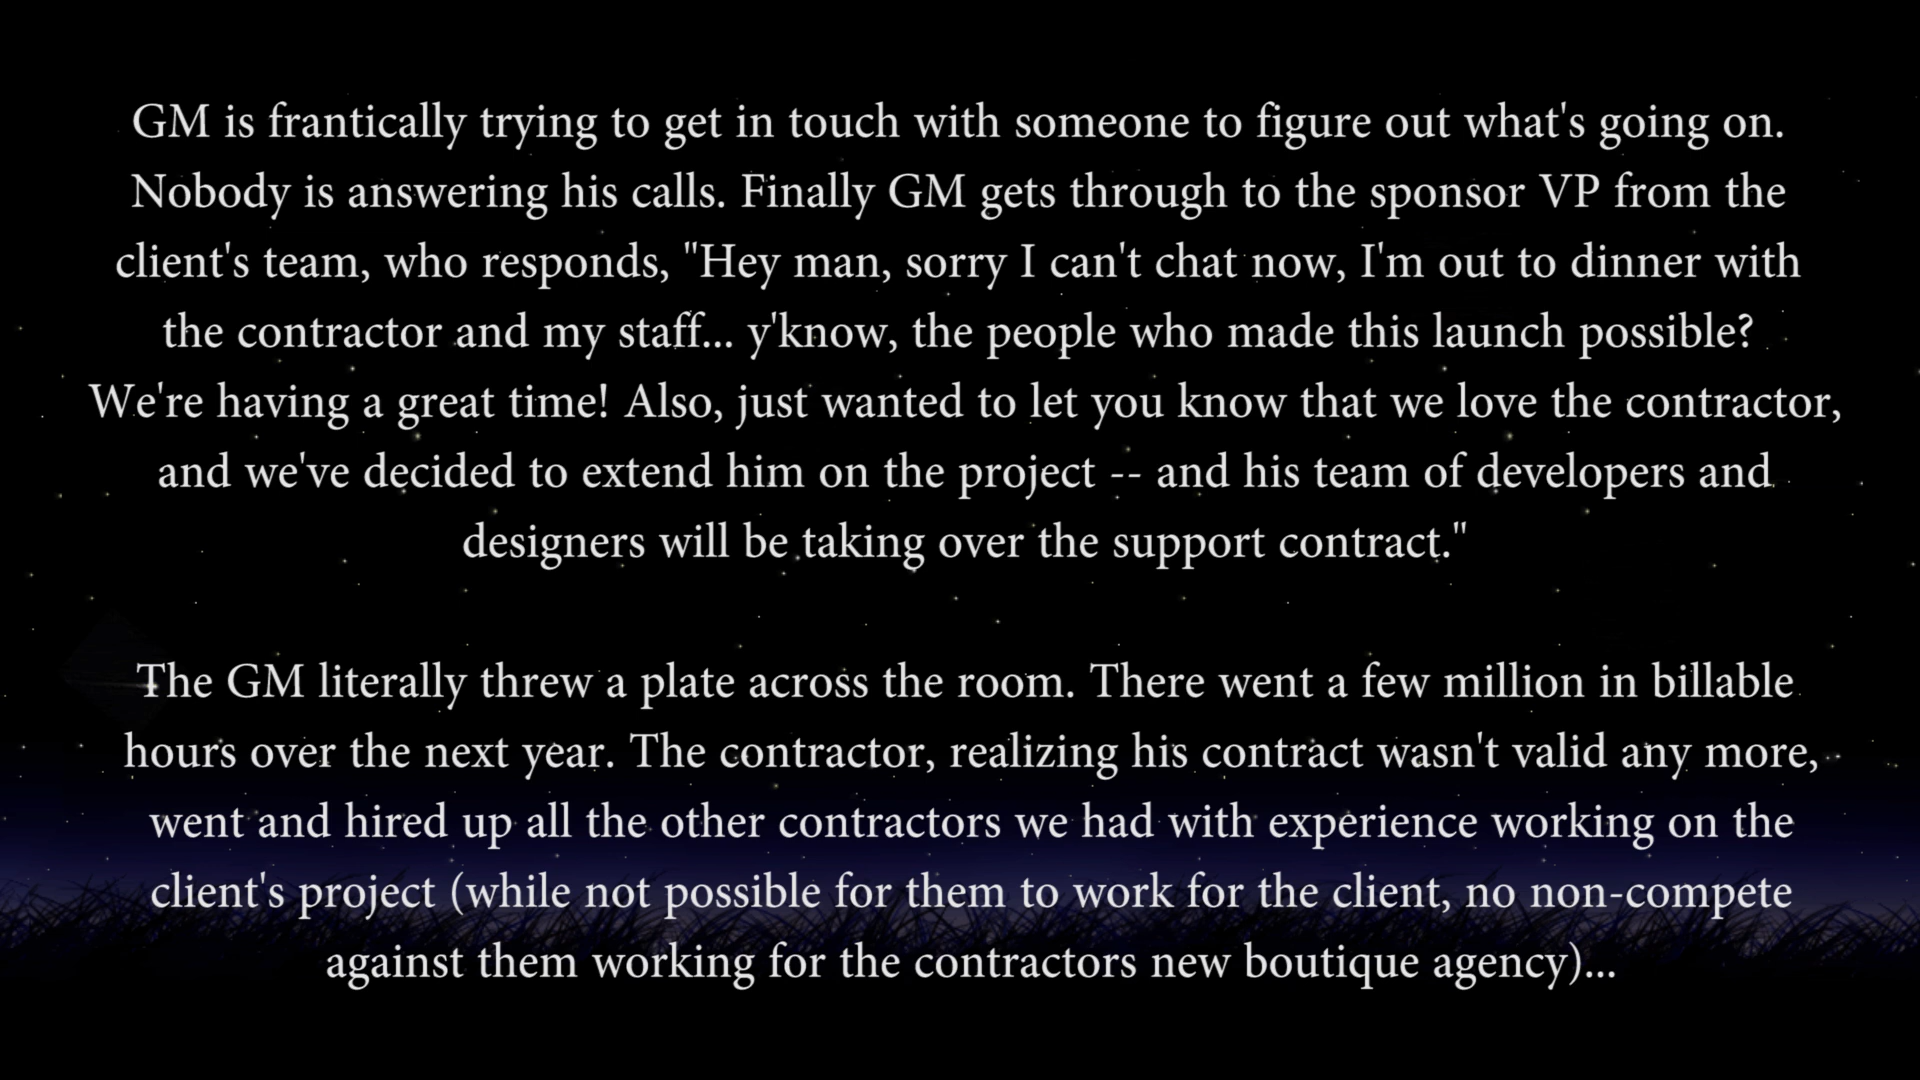 GM is frantically trying to get in touch with someone to figure out what's going on.
Nobody is answering his calls. Finally GM gets through to the sponsor VP from the
client's team, who responds, "Hey man, sorry I can't chat now, I'm out to dinner with
the contractor and my staff... y'know, the people who made this launch possible?
We're having a great time! Also, just wanted to let you know that we love the contractor,
and we've decided to extend him on the project -- and his team of developers and
designers will be taking over the support contract."
The GM literally threw a plate across the room. There went a few million in billable
hours over the next year. The contractor, realizing his contract wasn't valid any more,
went and hired up all the other contractors we had with experience working on the
client's project (while not possible for them to work for the client, no non-compete
against them working for the contractors new boutique agency)...